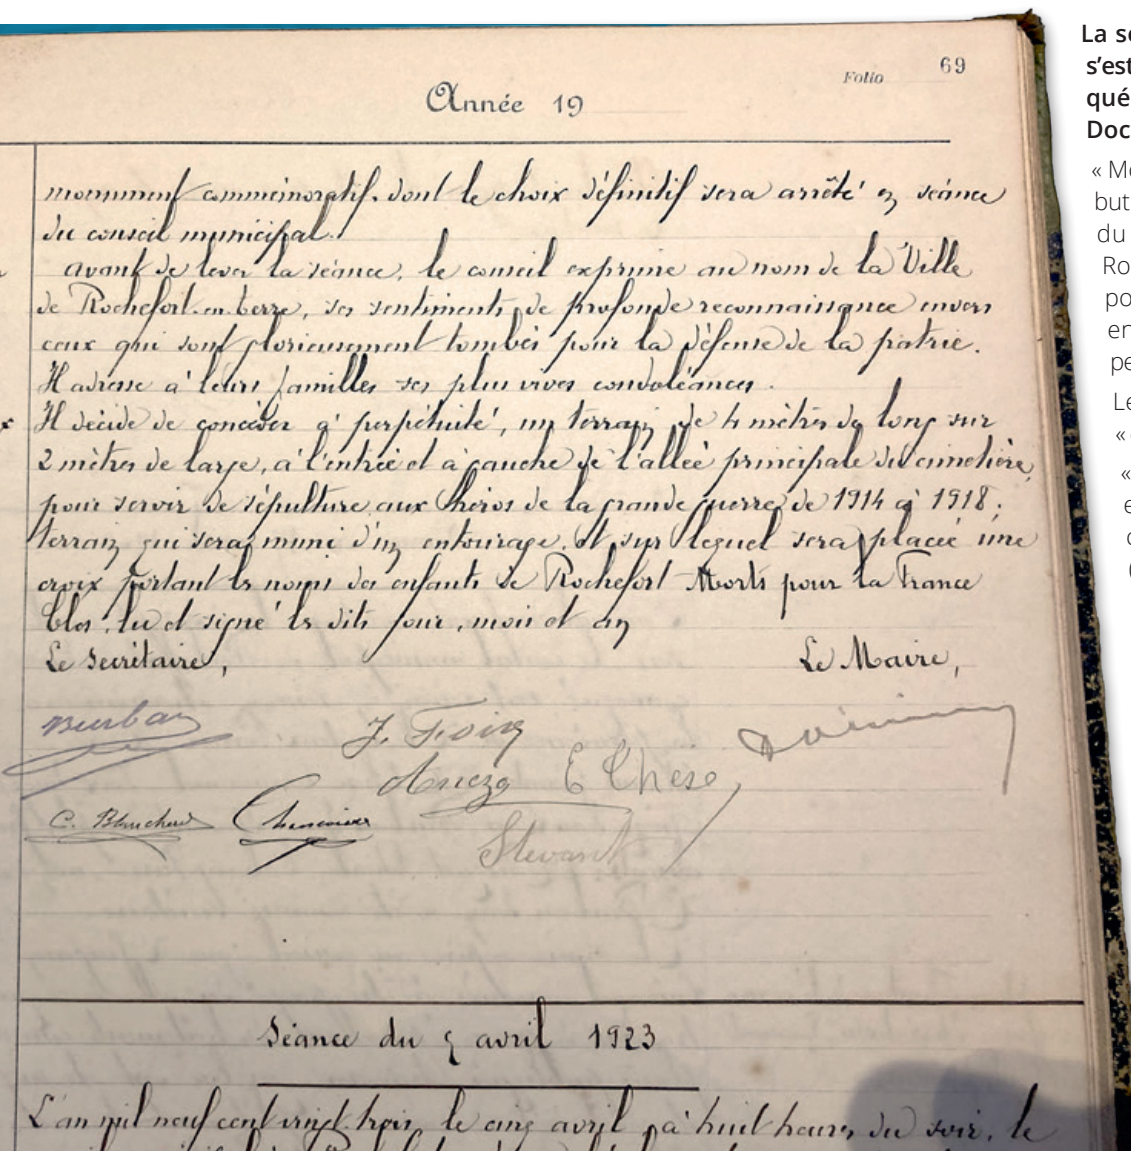 Folio 69
Année 19
monument commémoratif. dont le choix définitif sera arrêté en séance
du conseil municipal.
avant de lever la séance, le conseil exprime au nom de la Ville
de Rochefort-en-terre, ses sentiments de profonde reconnaissance envers
ceux qui sont glorieusement tombés pour la défense de la patrie.
Il adresse à leurs familles ses plus vives condoléances.
Il décide de concéder à perpétuité, un terrain de 4 mètres de long sur
2 mètres de large, à l'entrée et à gauche de l'allée principale du cimetière,
pour servir de sépulture aux héros de la grande guerre de 1914 à 1918;
terrain qui sera muni d'un entourage. et sur lequel sera placée une
croix portant les noms des enfants de Rochefort Morts pour la France
Clos, lu et signé les dits jour, mois et an
Le Secrétaire,
Le Maire,
Burban
J. Foin
E Chese
C. Blanchard
Stevant
Séance du 5 avril 1923
L'an mil neuf cent vingt trois, le cinq avril, à huit heures du soir, le
La s
s'est
qué
Doc
« M
but
du
Ro
po
en
pe
Le
«
«